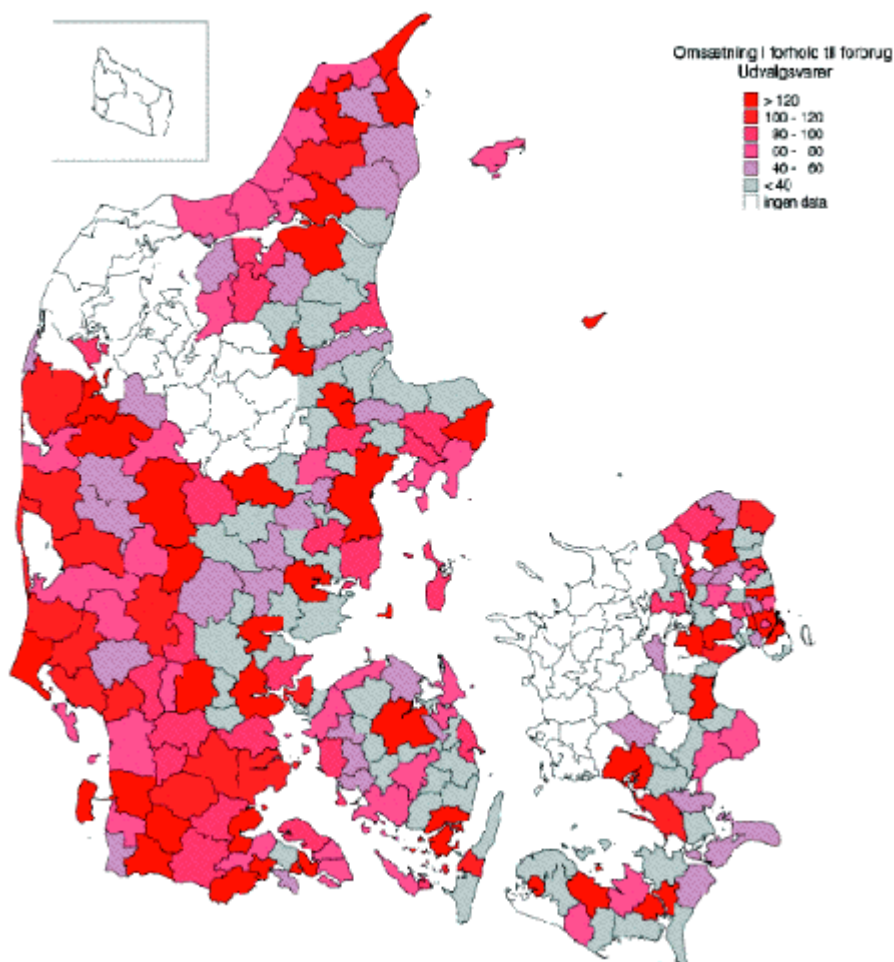 Omsætning i forhold til forbrug
Udvalgsvarer
> 120
100 - 120
80 - 100
60 - 80
40 - 60
< 40
ingen data